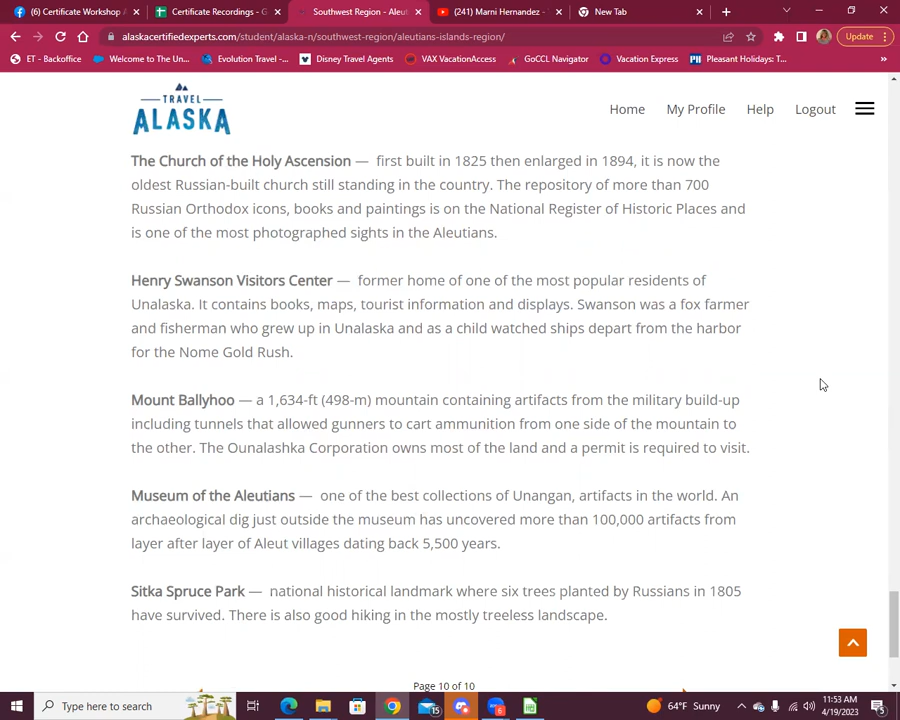 (6) Certificate Workshop A
Certificate Recordings - G
Southwest Region - Aleut
(241) Marni Hernandez -
New Tab
alaskacertifiedexperts.com/student/alaska-n/southwest-region/aleutians-islands-region/
Update
ET - Backoffice
Welcome to The Un...
Evolution Travel -...
Disney Travel Agents
VAX VacationAccess
GoCCL Navigator
Vacation Express
Pleasant Holidays: T...
»
TRAVEL
ALASKA
Home
My Profile
Help
Logout
The Church of the Holy Ascension — first built in 1825 then enlarged in 1894, it is now the
oldest Russian-built church still standing in the country. The repository of more than 700
Russian Orthodox icons, books and paintings is on the National Register of Historic Places and
is one of the most photographed sights in the Aleutians.
Henry Swanson Visitors Center — former home of one of the most popular residents of
Unalaska. It contains books, maps, tourist information and displays. Swanson was a fox farmer
and fisherman who grew up in Unalaska and as a child watched ships depart from the harbor
for the Nome Gold Rush.
Mount Ballyhoo — a 1,634-ft (498-m) mountain containing artifacts from the military build-up
including tunnels that allowed gunners to cart ammunition from one side of the mountain to
the other. The Ounalashka Corporation owns most of the land and a permit is required to visit.
Museum of the Aleutians — one of the best collections of Unangan, artifacts in the world. An
archaeological dig just outside the museum has uncovered more than 100,000 artifacts from
layer after layer of Aleut villages dating back 5,500 years.
Sitka Spruce Park — national historical landmark where six trees planted by Russians in 1805
have survived. There is also good hiking in the mostly treeless landscape.
Page 10 of 10
Type here to search
15
64°F Sunny
11:53 AM
4/19/2023